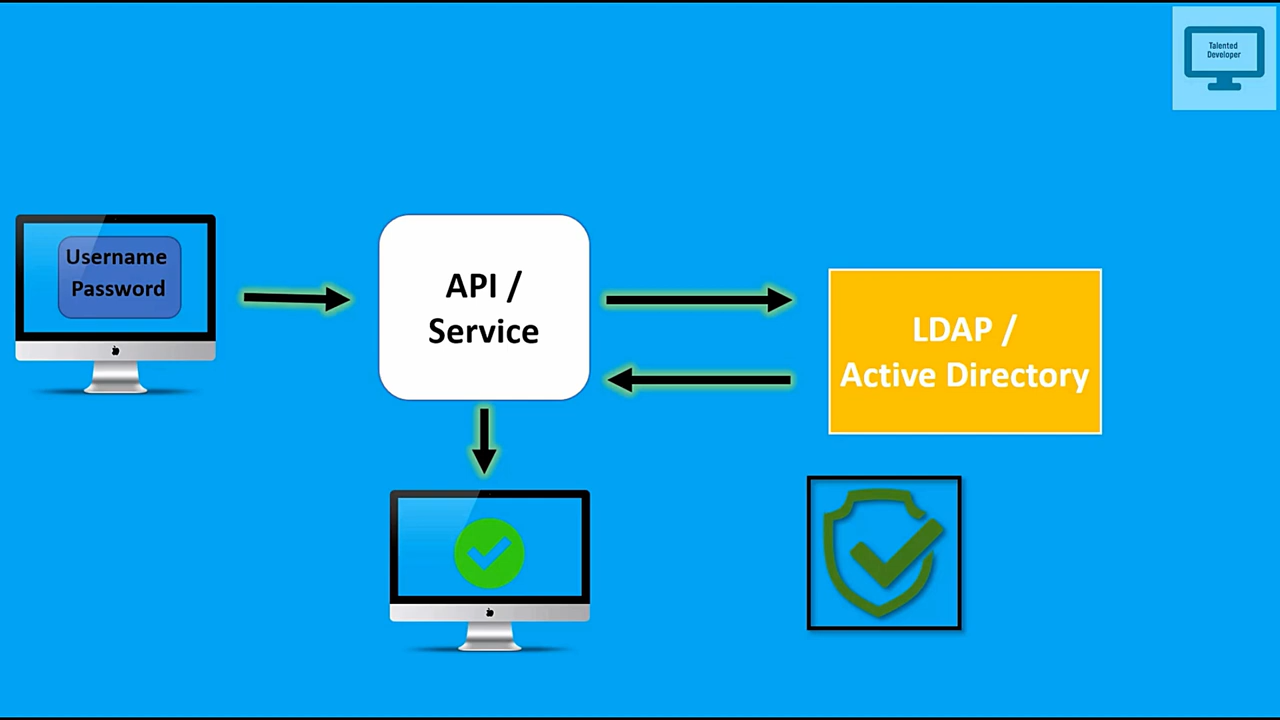 Talented
Developer
Username
Password
API /
Service
LDAP /
Active Directory